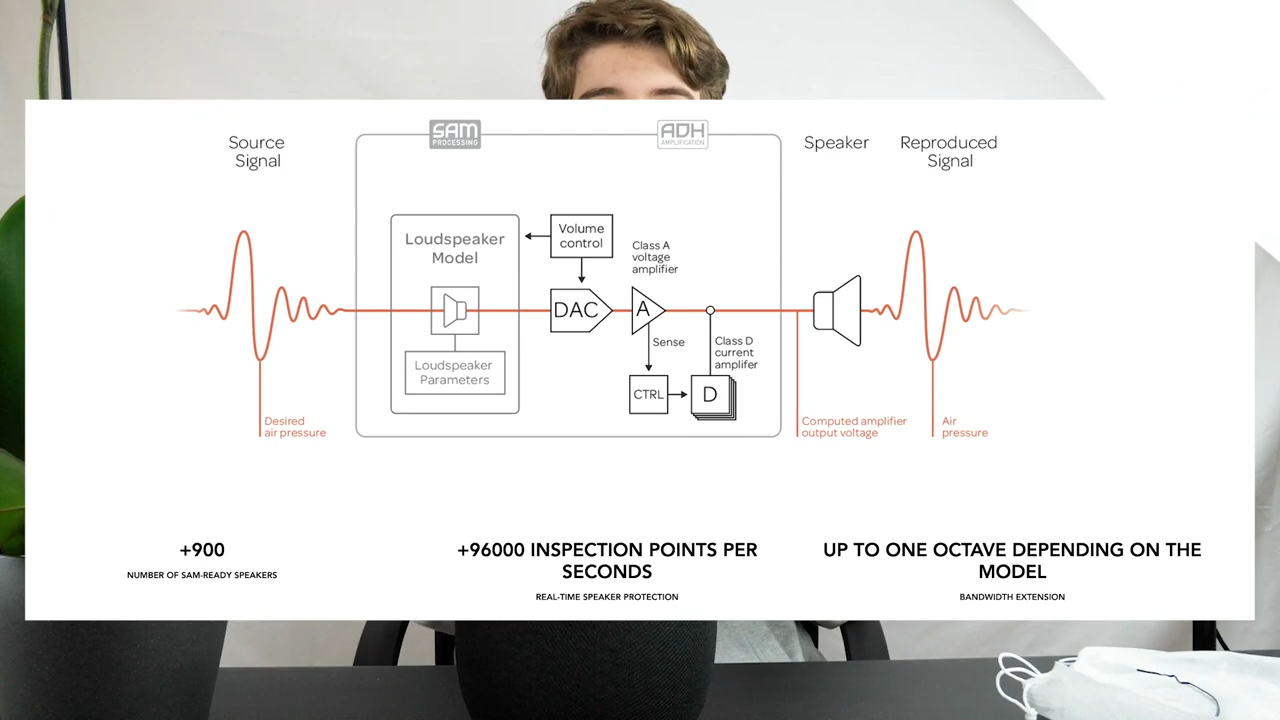 SAM
PROCESSING
ADH
AMPLIFICATION
Source
Signal
Speaker
Reproduced
Signal
Loudspeaker
Model
Volume
control
Class A
voltage
amplifier
DAC
A
Sense
Class D
current
amplifer
Loudspeaker
Parameters
CTRL
D
Desired
air pressure
Computed amplifier
output voltage
Air
pressure
+900
NUMBER OF SAM-READY SPEAKERS
+96000 INSPECTION POINTS PER
SECONDS
REAL-TIME SPEAKER PROTECTION
UP TO ONE OCTAVE DEPENDING ON THE
MODEL
BANDWIDTH EXTENSION